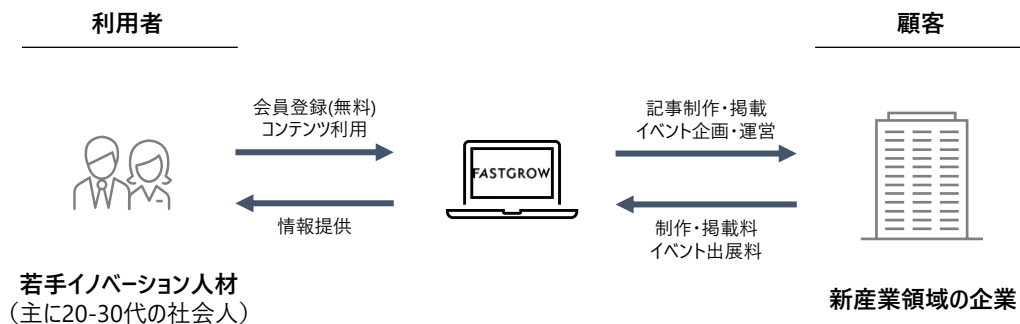 利用者
顧客
会員登録(無料)
コンテンツ利用
記事制作・掲載
イベント企画・運営
FASTGROW
情報提供
制作・掲載料
イベント出展料
若手イノベーション人材
（主に20-30代の社会人）
新産業領域の企業